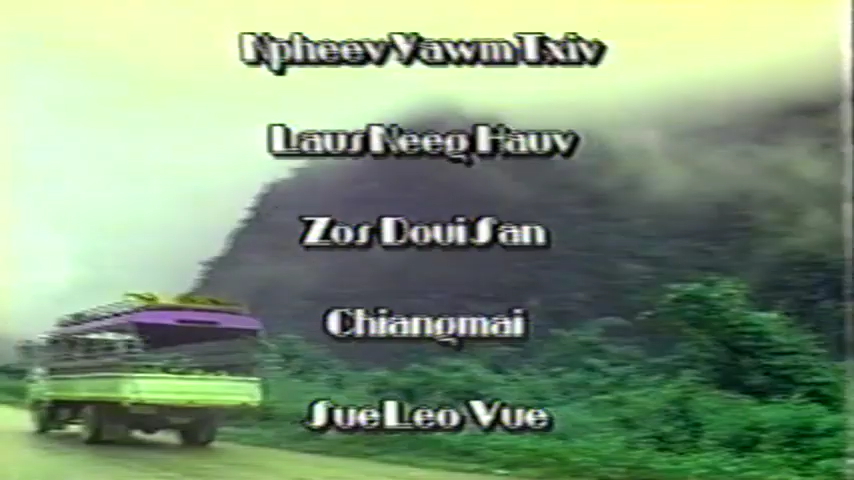 Npheev Yawm Txiv
Laus Neeg Hauv
Zos Doui San
Chiangmai
Sue Leo Vue